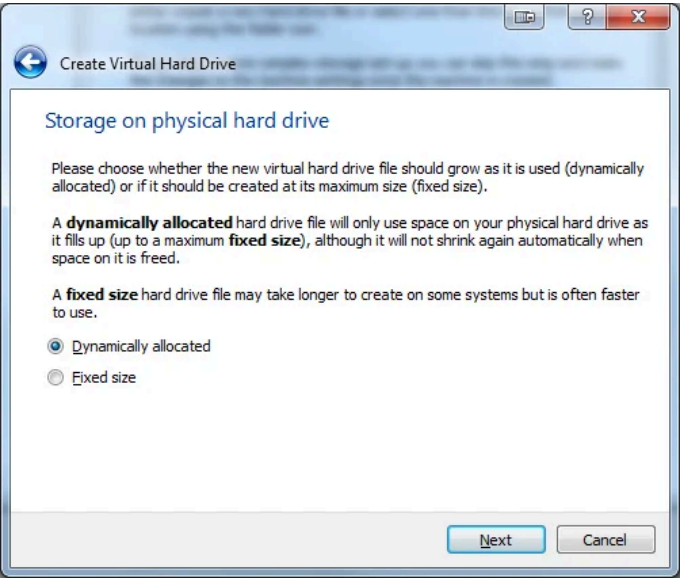 ?
Create Virtual Hard Drive
Storage on physical hard drive
Please choose whether the new virtual hard drive file should grow as it is used (dynamically
allocated) or if it should be created at its maximum size (fixed size).
A dynamically allocated hard drive file will only use space on your physical hard drive as
it fills up (up to a maximum fixed size), although it will not shrink again automatically when
space on it is freed.
A fixed size hard drive file may take longer to create on some systems but is often faster
to use.
Dynamically allocated
Fixed size
Next Cancel